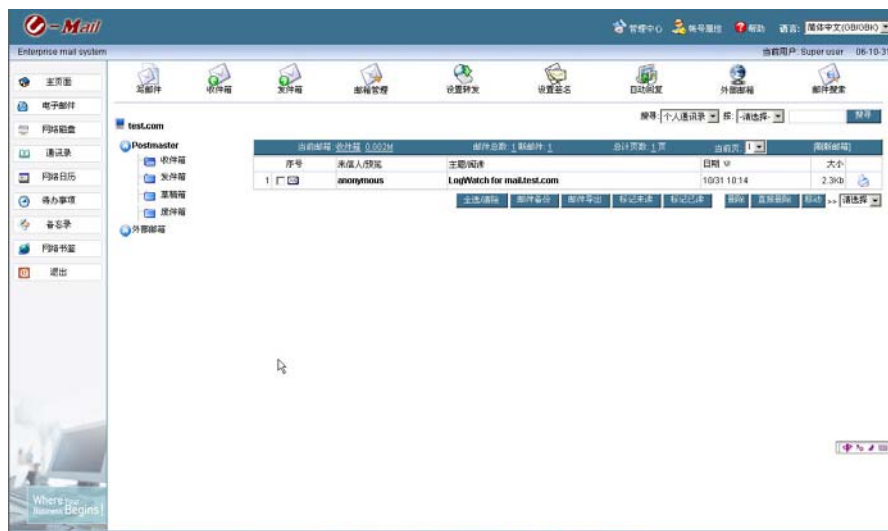 U-Mail
管理中心 帐号属性 帮助 语言: 简体中文(GB/GBK)
Enterprise mail system
当前用户: Super user 06-10-31
主页面
电子邮件
网络磁盘
通讯录
网络日历
待办事项
备忘录
网络书签
退出
写邮件 收件箱 发件箱 邮箱管理 设置转发 设置签名 自动回复 外部邮箱 邮件搜索
搜寻: 个人通讯录 按: -请选择- 搜寻
test.com
Postmaster
收件箱
发件箱
草稿箱
废件箱
外部邮箱
当前邮箱: 收件箱 0.002M 邮件总数: 1 新邮件: 1 总计页数: 1 页 当前页: 1 [刷新邮箱]
序号 来信人/预览 主题/阅读 日期 大小
1 anonymous LogWatch for mail.test.com 10/31 10:14 2.3Kb
全选/清除 邮件备份 邮件导出 标记未读 标记已读 删除 直接删除 移动 >> 请选择
中
Where Your
Business Begins!